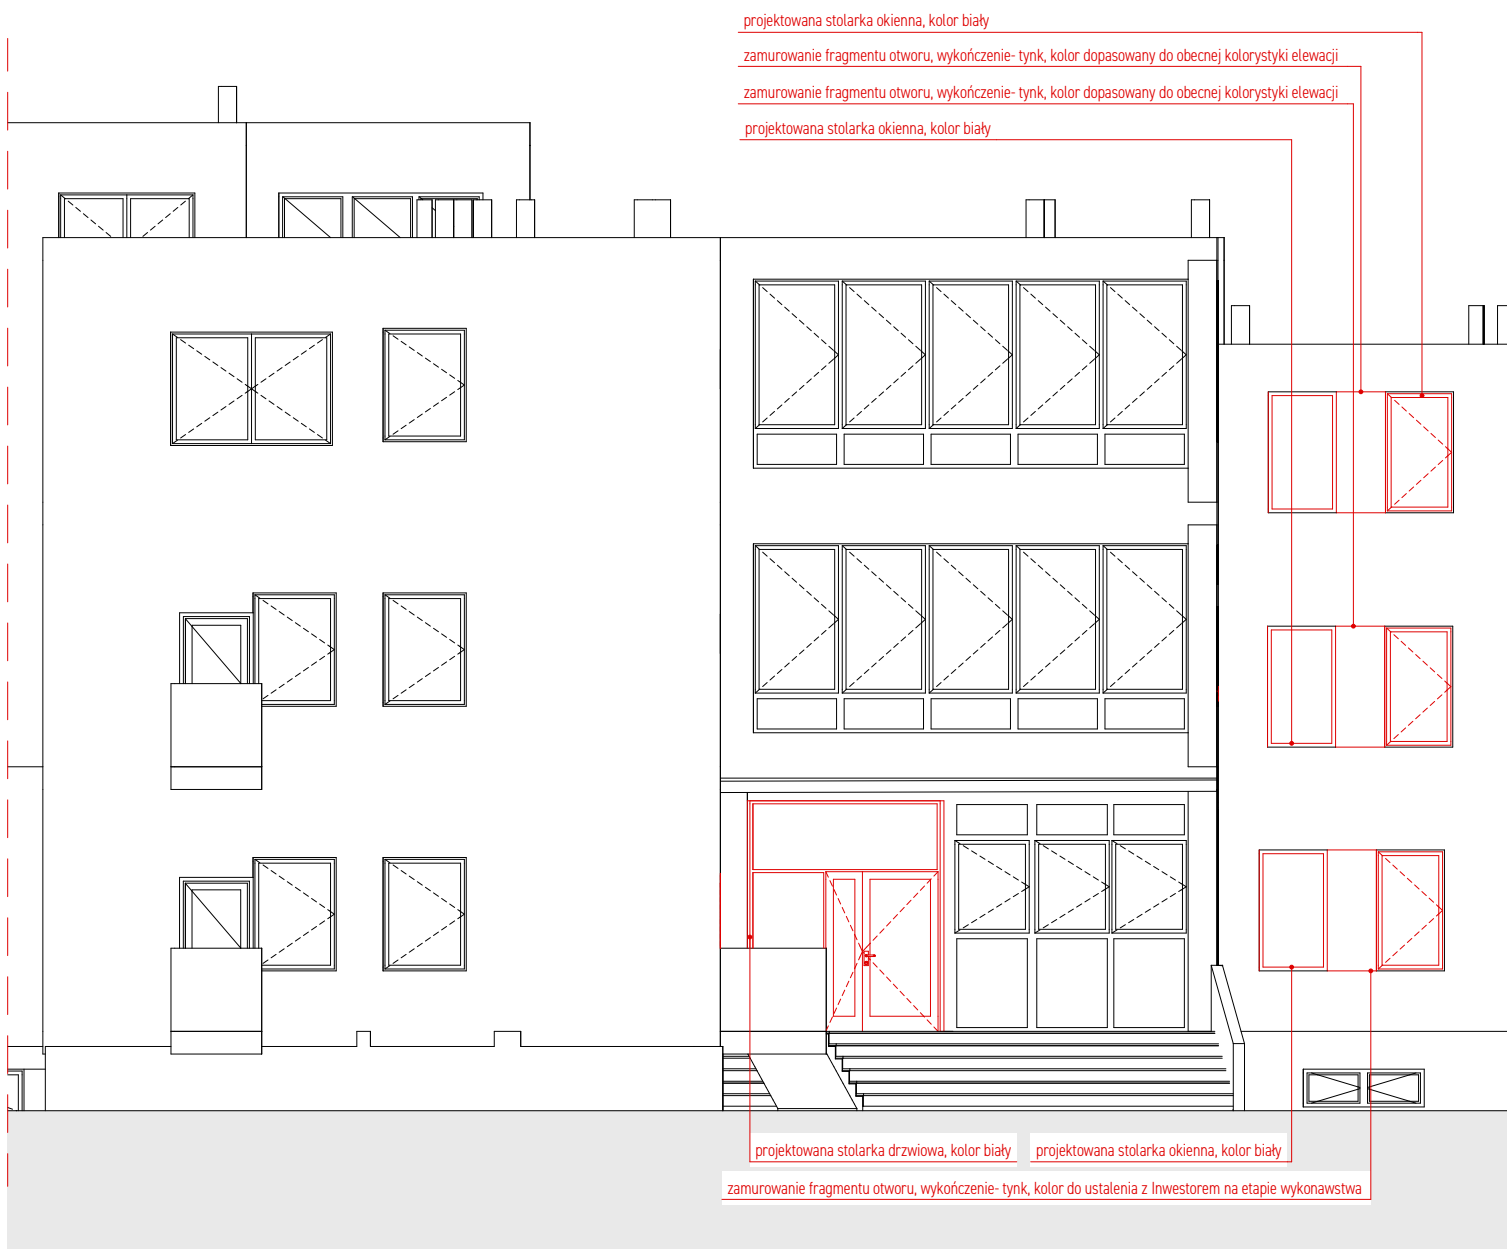 projektowana stolarka okienna, kolor biały
zamurowanie fragmentu otworu, wykończenie- tynk, kolor dopasowany do obecnej kolorystyki elewacji
zamurowanie fragmentu otworu, wykończenie- tynk, kolor dopasowany do obecnej kolorystyki elewacji
projektowana stolarka okienna, kolor biały
projektowana stolarka drzwiowa, kolor biały
projektowana stolarka okienna, kolor biały
zamurowanie fragmentu otworu, wykończenie- tynk, kolor do ustalenia z Inwestorem na etapie wykonawstwa